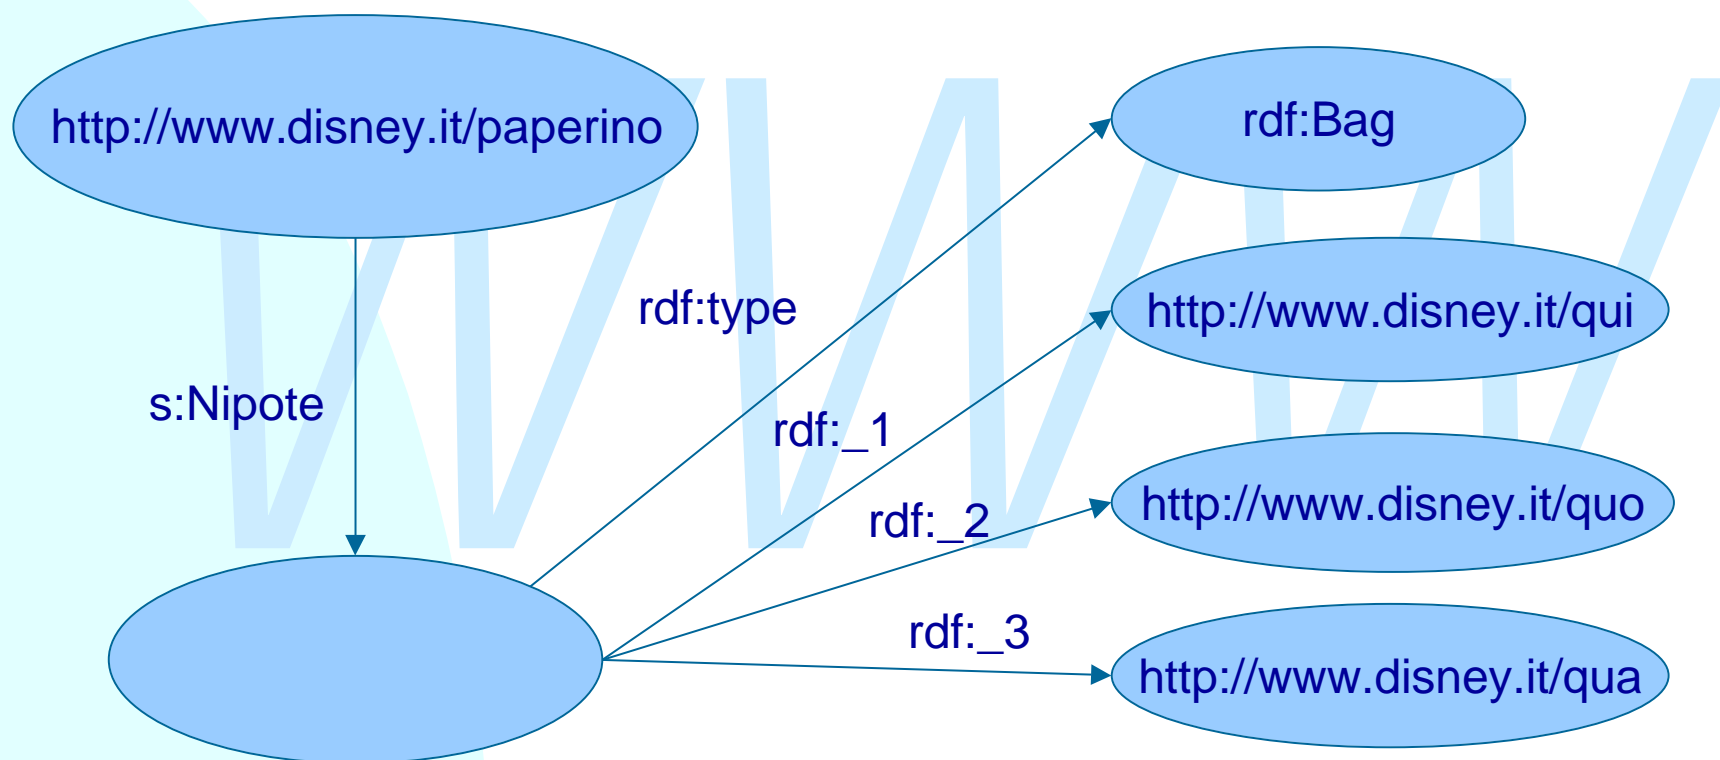 http://www.disney.it/paperino
rdf:Bag
rdf:type
http://www.disney.it/qui
s:Nipote
rdf:_1
http://www.disney.it/quo
rdf:_2
rdf:_3
http://www.disney.it/qua
WWW